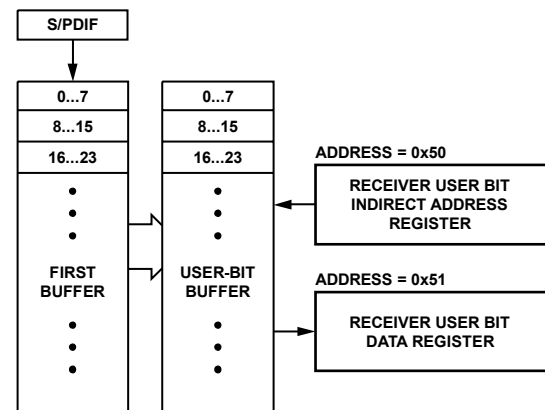 S/PDIF
0...7
8...15
16...23
FIRST
BUFFER
0...7
8...15
16...23
USER-BIT
BUFFER
ADDRESS = 0x50
RECEIVER USER BIT
INDIRECT ADDRESS
REGISTER
ADDRESS = 0x51
RECEIVER USER BIT
DATA REGISTER